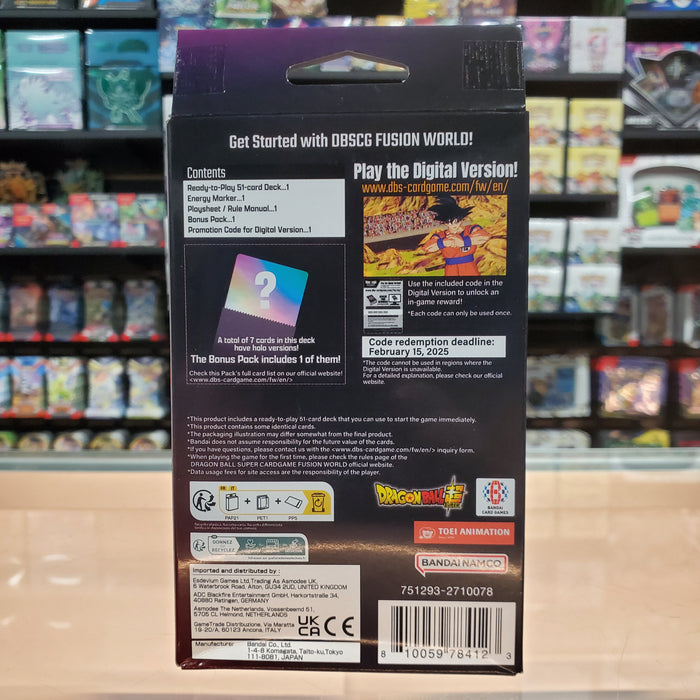 Get Started with DBSCG FUSION WORLD!
Contents
Ready-to-Play 51-card Deck...1
Energy Marker...1
Playsheet / Rule Manual...1
Bonus Pack...1
Promotion Code for Digital Version...1
?
A total of 7 cards in this deck
have holo versions!
The Bonus Pack includes 1 of them!
Check this Pack's full card list on our official website!
<www.dbs-cardgame.com/fw/en/>
Play the Digital Version!
www.dbs-cardgame.com/fw/en/
Use the included code in the
Digital Version to unlock an
in-game reward!
*Each code can only be used once.
Code redemption deadline:
February 15, 2025
*The code cannot be used in regions where the
Digital Version is unavailable.
For a detailed explanation, please check our official
website.
*This product includes a ready-to-play 51-card deck that you can use to start the game immediately.
*This product contains some identical cards.
*The packaging illustration may differ somewhat from the final product.
*Bandai does not assume responsibility for the future value of the cards.
*If you have questions, please contact us with the <www.dbs-cardgame.com/fw/en/> inquiry form.
*When playing the game for the first time, please check the rules page of the
DRAGON BALL SUPER CARDGAME FUSION WORLD official website.
*Data usage fees for site access are the responsibility of the player.
FR IT
+ +
PAP21 PET1 PP5
DONNEZ
RECYCLEZ
DRAGONBALL SUPER
BANDAI
CARD GAMES
TOEI ANIMATION
BANDAI NAMCO
Imported and distributed by :
Esdevium Games Ltd,Trading As Asmodee UK,
6 Waterbrook Road, Alton, GU34 2UD, UNITED KINGDOM
ADC Blackfire Entertainment GmbH, Harkortstraße 34,
40880 Ratingen, GERMANY
Asmodee The Netherlands, Vossenbeemd 51,
5705 CL Helmond, NETHERLANDS
GameTrade Distribuzione, Via Maratta
19-20/A, 60123 Ancona, ITALY
UK
CA CE
Manufacturer : Bandai Co., Ltd.
1-4-8 Komagata, Taito-ku,Tokyo
111-8081, JAPAN
751293-2710078
8 10059 78412 3